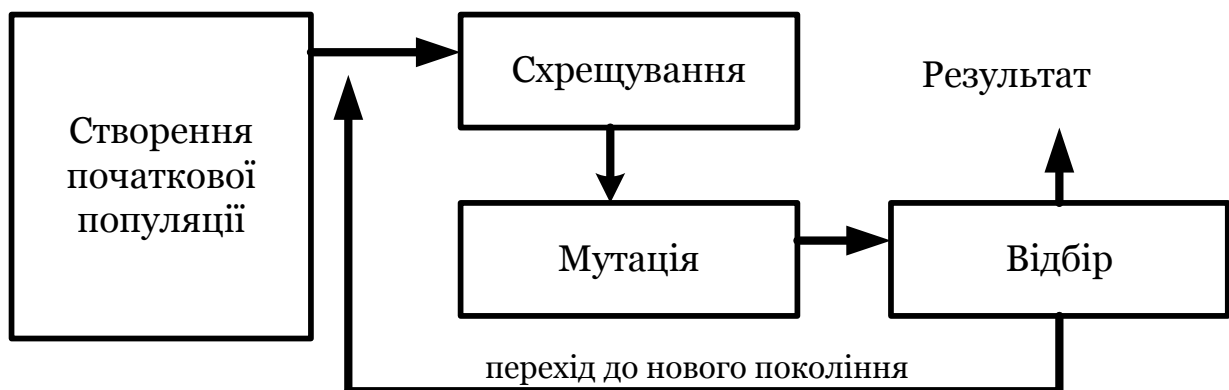 Створення
початкової
популяції
Схрещування
Результат
Мутація
Відбір
перехід до нового покоління